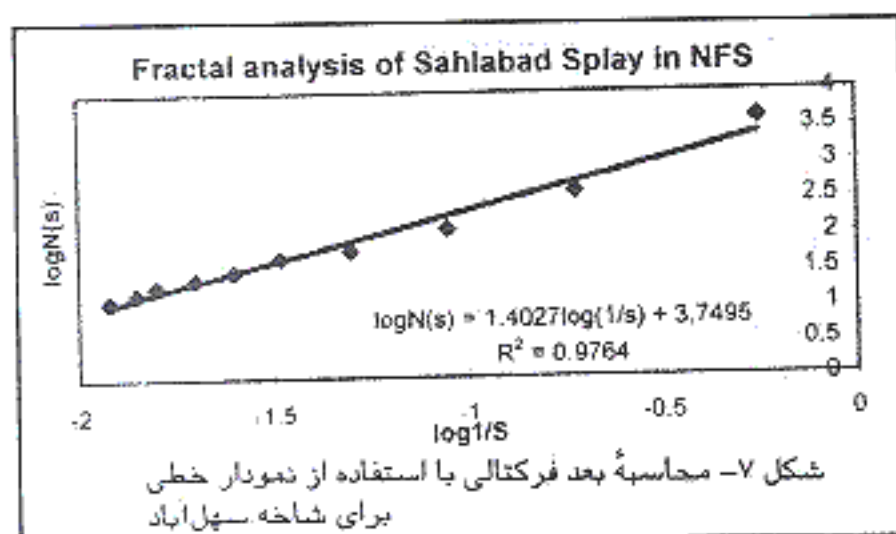 Fractal analysis of Sahlabad Splay in NFS
4
3.5
3
2.5
2
1.5
1
0.5
0
logN(s)
logN(s) = 1.4027log(1/s) + 3,7495
R² = 0.9764
-2
-1.5
-1
-0.5
0
log1/S
شکل ۷– محاسبهٔ بعد فرکتالی با استفاده از نمودار خطی
برای شاخه سهل‌آباد